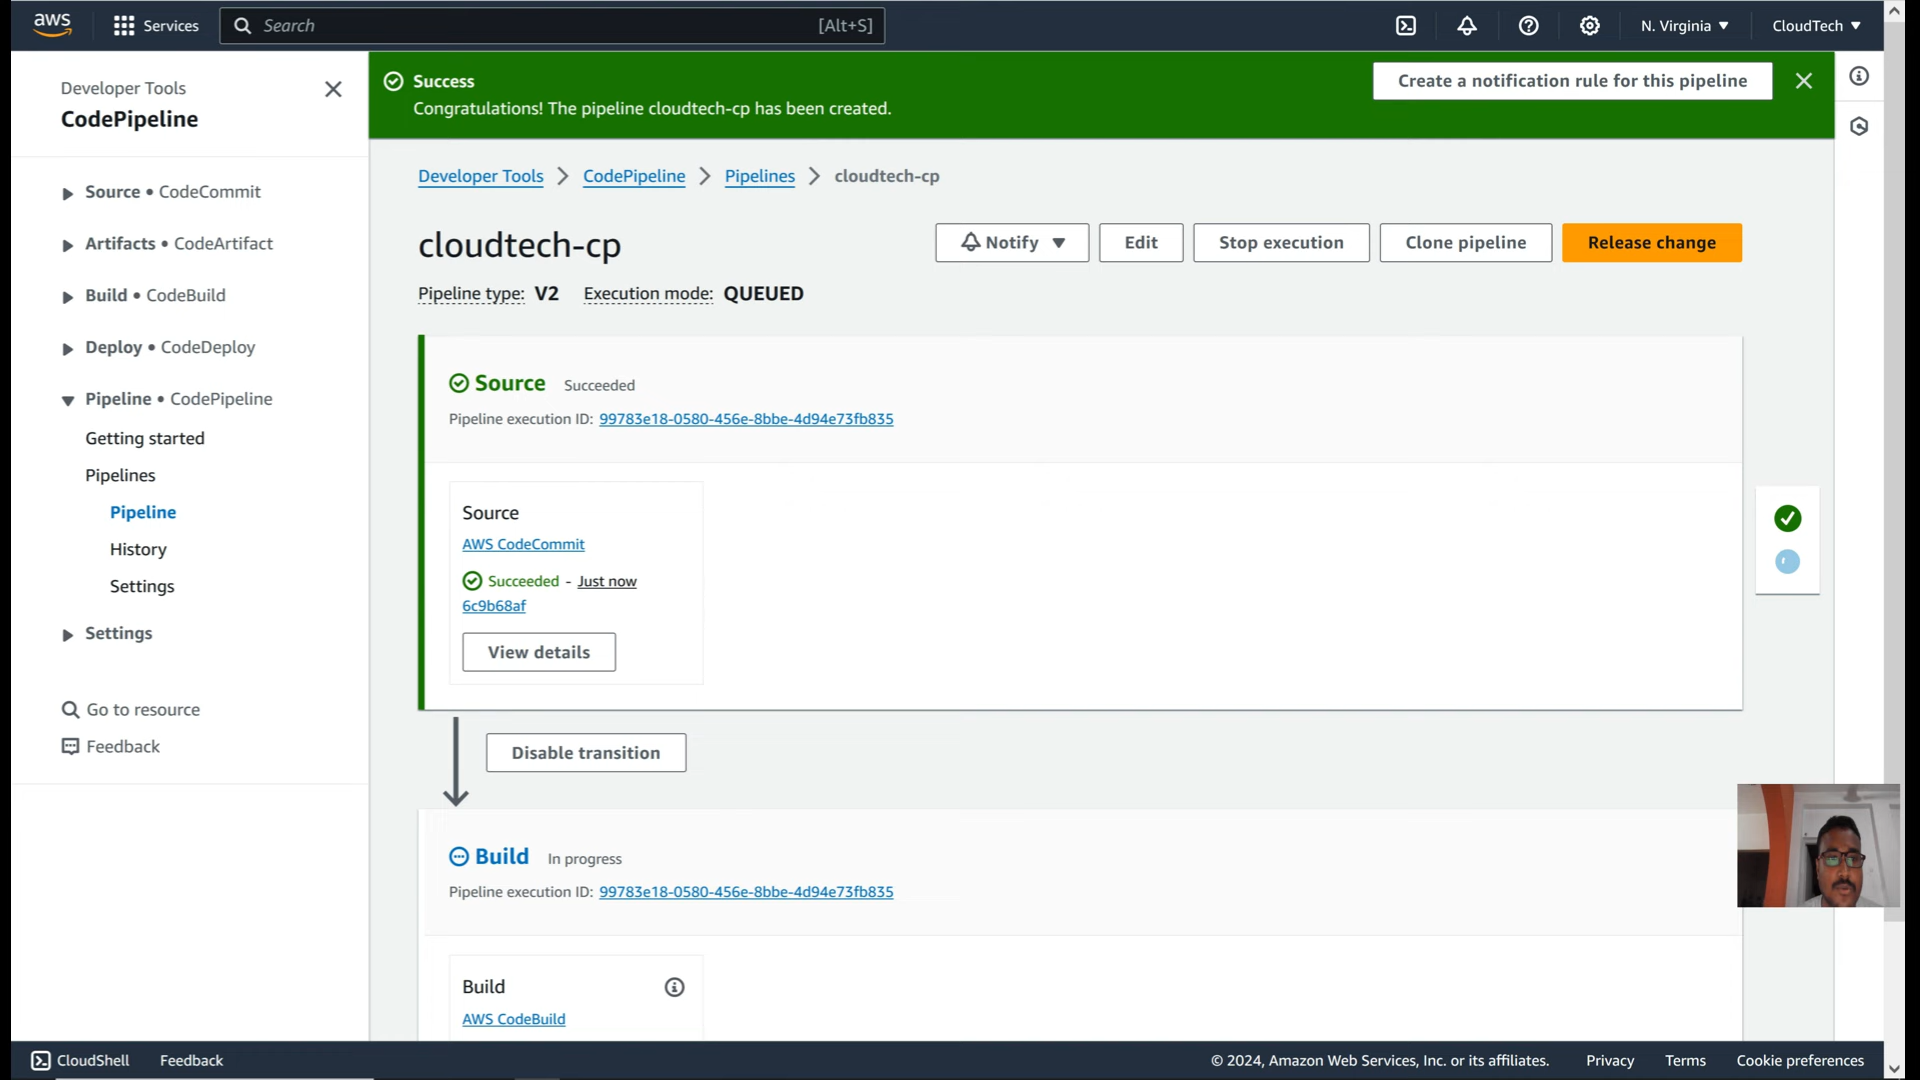 aws
Services
Search
[Alt+S]
N. Virginia ▼
CloudTech ▼
Developer Tools
CodePipeline
Source • CodeCommit
Artifacts • CodeArtifact
Build • CodeBuild
Deploy • CodeDeploy
Pipeline • CodePipeline
Getting started
Pipelines
Pipeline
History
Settings
Settings
Go to resource
Feedback
Success
Congratulations! The pipeline cloudtech-cp has been created.
Create a notification rule for this pipeline
Developer Tools > CodePipeline > Pipelines > cloudtech-cp
cloudtech-cp
Notify ▼
Edit
Stop execution
Clone pipeline
Release change
Pipeline type: V2 Execution mode: QUEUED
Source Succeeded
Pipeline execution ID: 99783e18-0580-456e-8bbe-4d94e73fb835
Source
AWS CodeCommit
Succeeded - Just now
6c9b68af
View details
Disable transition
Build In progress
Pipeline execution ID: 99783e18-0580-456e-8bbe-4d94e73fb835
Build
AWS CodeBuild
CloudShell Feedback
© 2024, Amazon Web Services, Inc. or its affiliates. Privacy Terms Cookie preferences